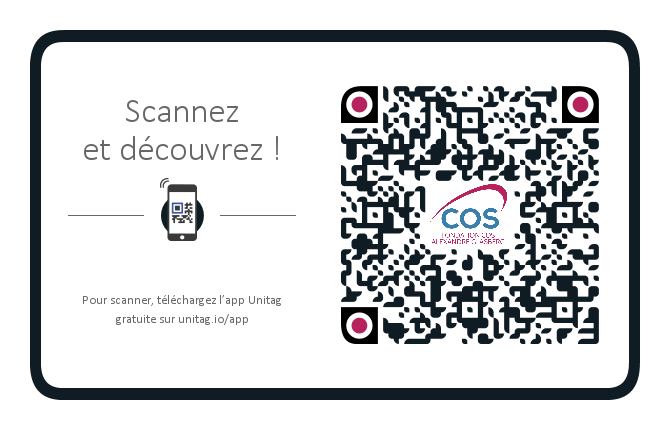 Scannez
et découvrez !
Pour scanner, téléchargez l'app Unitag
gratuite sur unitag.io/app
COS
FONDATION COS
ALEXANDRE GLASBERG